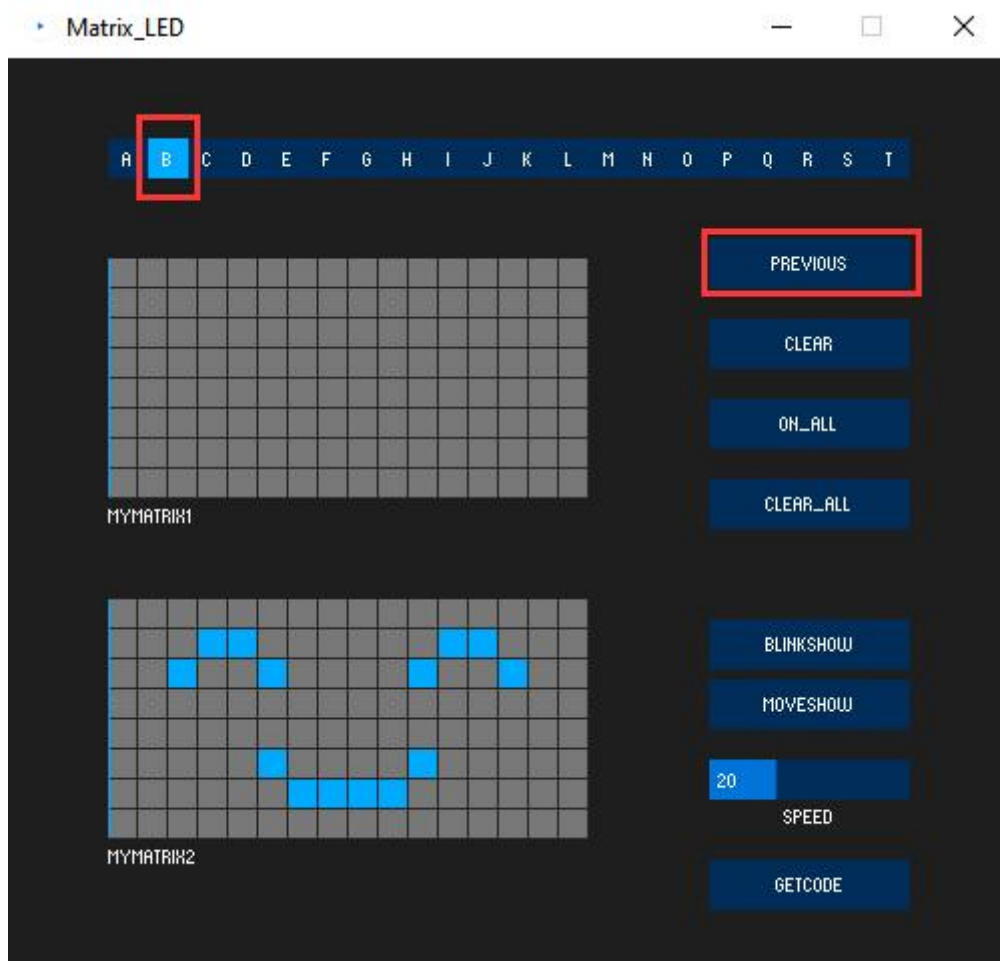 Matrix_LED
A B C D E F G H I J K L M N O P Q R S T
PREVIOUS
CLEAR
ON_ALL
CLEAR_ALL
MYMATRIX1
BLINKSHOW
MOVESHOW
20
SPEED
MYMATRIX2
GETCODE